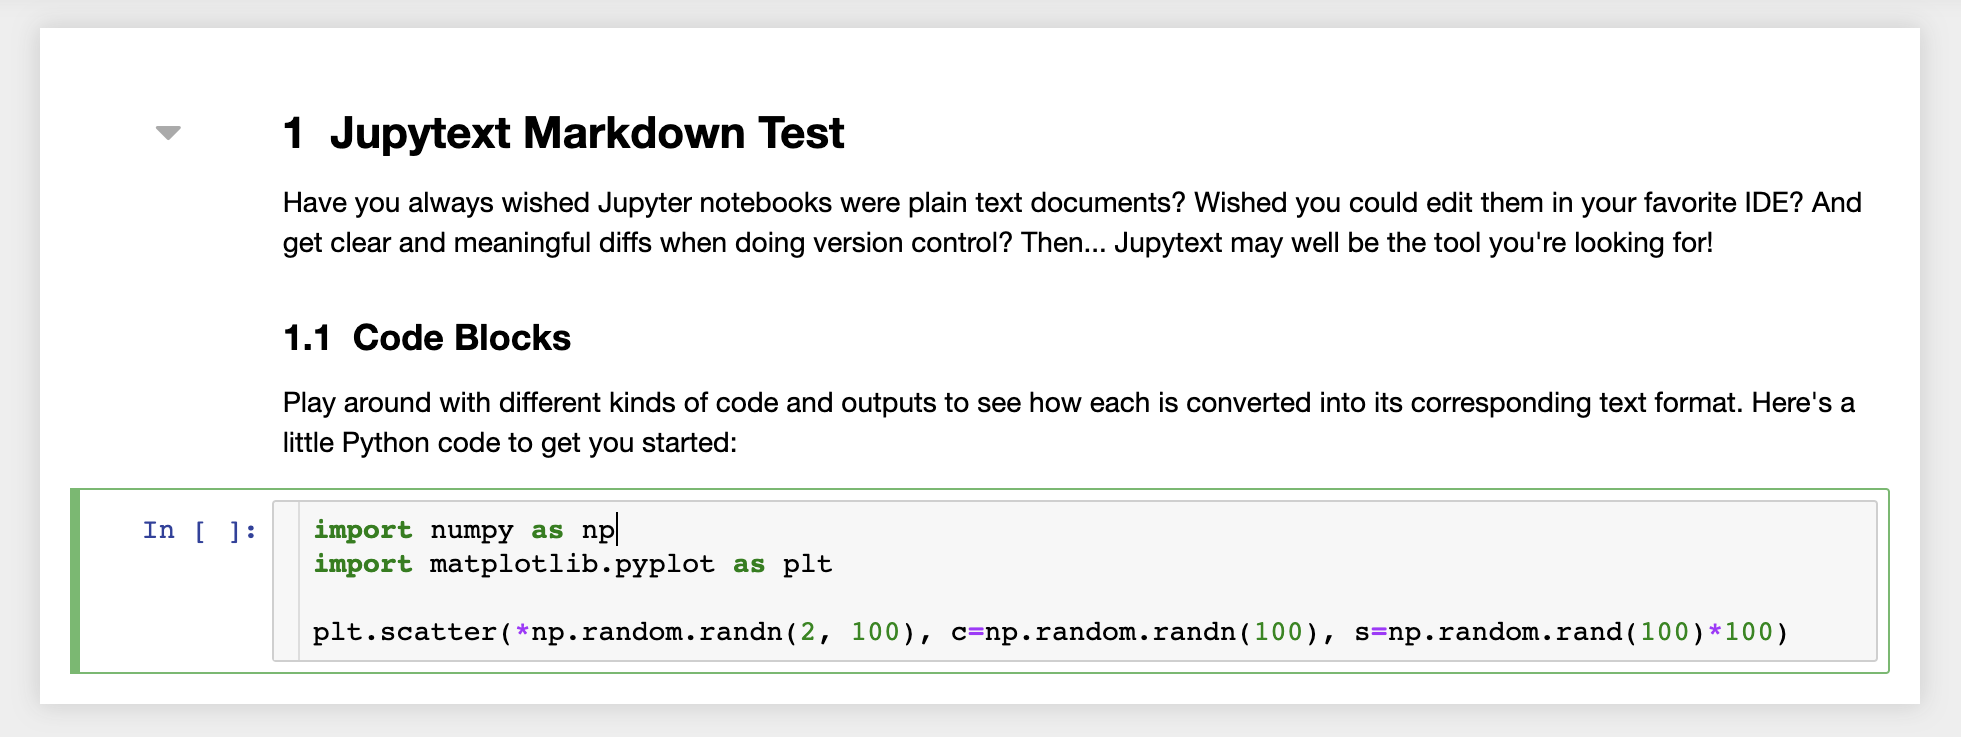 1 Jupytext Markdown Test
Have you always wished Jupyter notebooks were plain text documents? Wished you could edit them in your favorite IDE? And
get clear and meaningful diffs when doing version control? Then... Jupytext may well be the tool you're looking for!
1.1 Code Blocks
Play around with different kinds of code and outputs to see how each is converted into its corresponding text format. Here's a
little Python code to get you started:
In [ ]: import numpy as np
import matplotlib.pyplot as plt
plt.scatter(*np.random.randn(2, 100), c=np.random.randn(100), s=np.random.rand(100)*100)